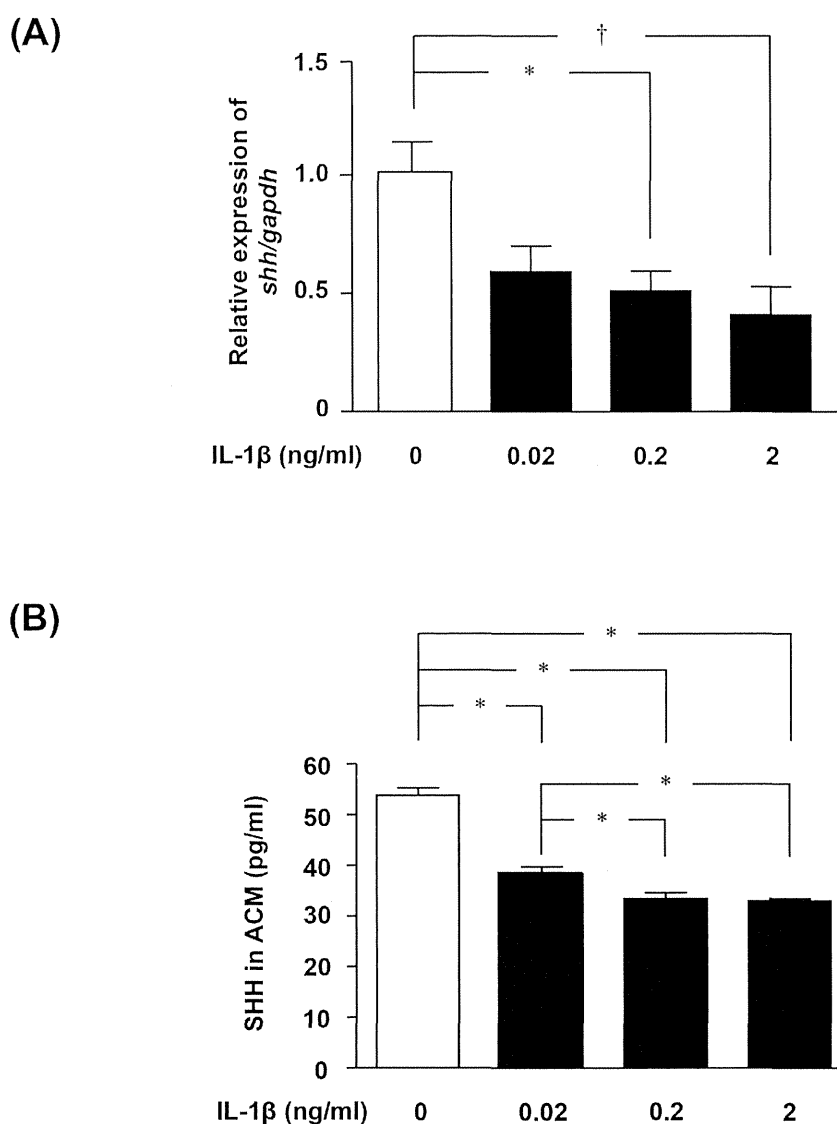 (A)
†
*
1.5
1.0
0.5
0
Relative expression of
shh/gapdh
IL-1β (ng/ml) 0 0.02 0.2 2
(B)
*
*
*
*
*
60
50
40
30
20
10
0
SHH in ACM (pg/ml)
IL-1β (ng/ml) 0 0.02 0.2 2